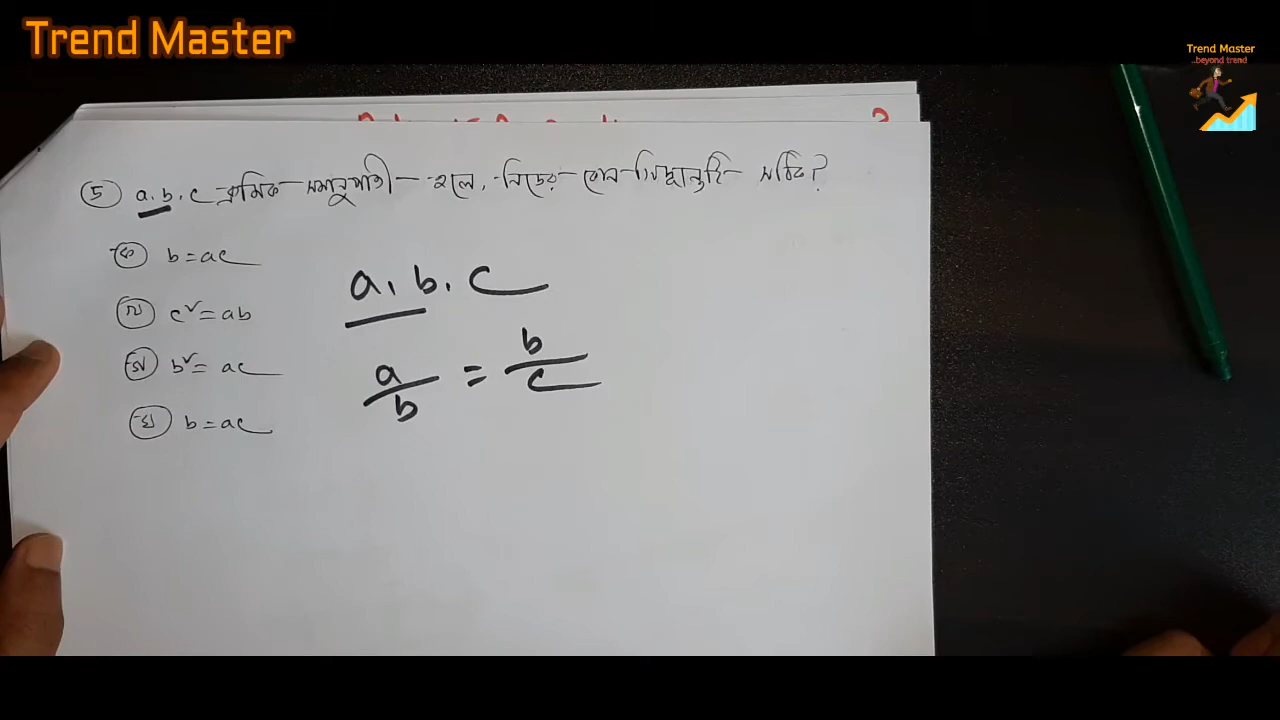 Trend Master
Trend Master
..beyond trend
৫ a, b, c ক্রমিক সমানুপাতী হলে, নিচের কোন সিদ্ধান্তটি সঠিক?
ক b = ac
খ c² = ab
গ b² = ac
ঘ b = ac
a, b, c
a/b = b/c